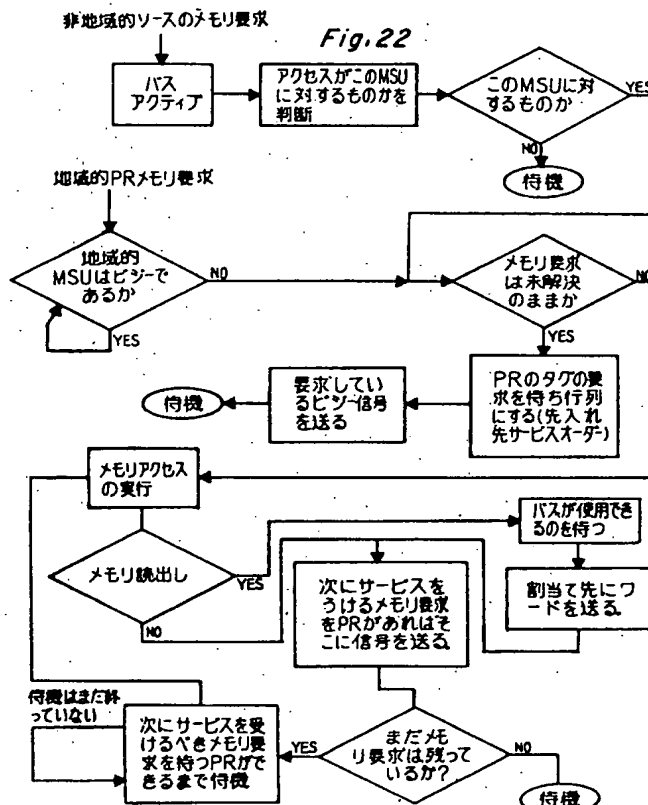 非地域的ソースのメモリ要求
Fig.22
バス
アクティブ
アクセスがこのMSU
に対するものかを
判断
このMSUに対
するものか
YES
NO
待機
地域的PRメモリ要求
地域的
MSUはビジーで
あるか
NO
YES
メモリ要求
は未解決
のままか
NO
YES
PRのタグの要
求を待ち行列
にする(先入れ
先サービスオーダー)
要求してい
るビジー信号
を送る
待機
メモリアクセス
の実行
バスが使用でき
るのを待つ
メモリ読出し
YES
NO
次にサービスを
うけるメモリ要求
をPRがあればそ
こに信号を送る.
割当て先にワ
ードを送る.
待機はまだ終
っていない
次にサービスを受
けるべきメモリ要
求を待つPRがで
きるまで待機
YES
まだメモ
リ要求は残って
いるか?
NO
待機